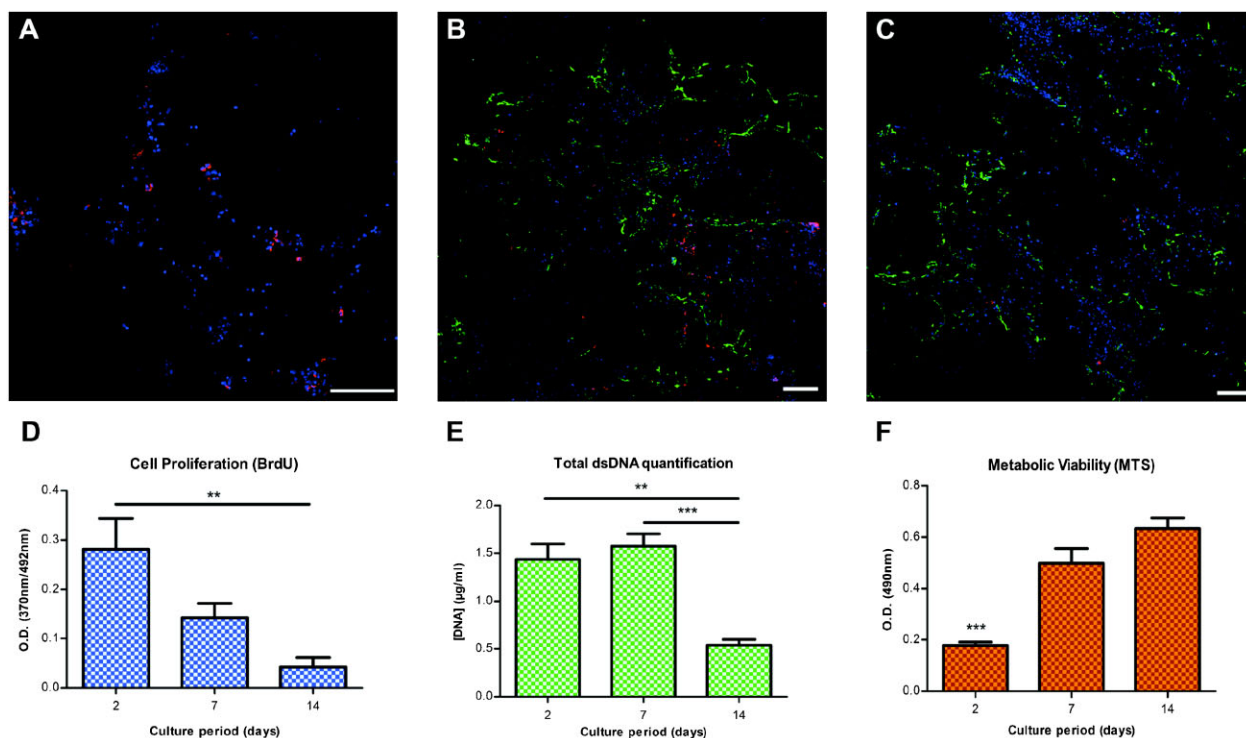 A
B
C
D
Cell Proliferation (BrdU)
**
O.D. (370nm/492nm)
0.4
0.3
0.2
0.1
0.0
2 7 14
Culture period (days)
E
Total dsDNA quantification
**
***
[DNA] (µg/ml)
2.0
1.5
1.0
0.5
0.0
2 7 14
Culture period (days)
F
Metabolic Viability (MTS)
***
O.D. (490nm)
0.8
0.6
0.4
0.2
0.0
2 7 14
Culture period (days)